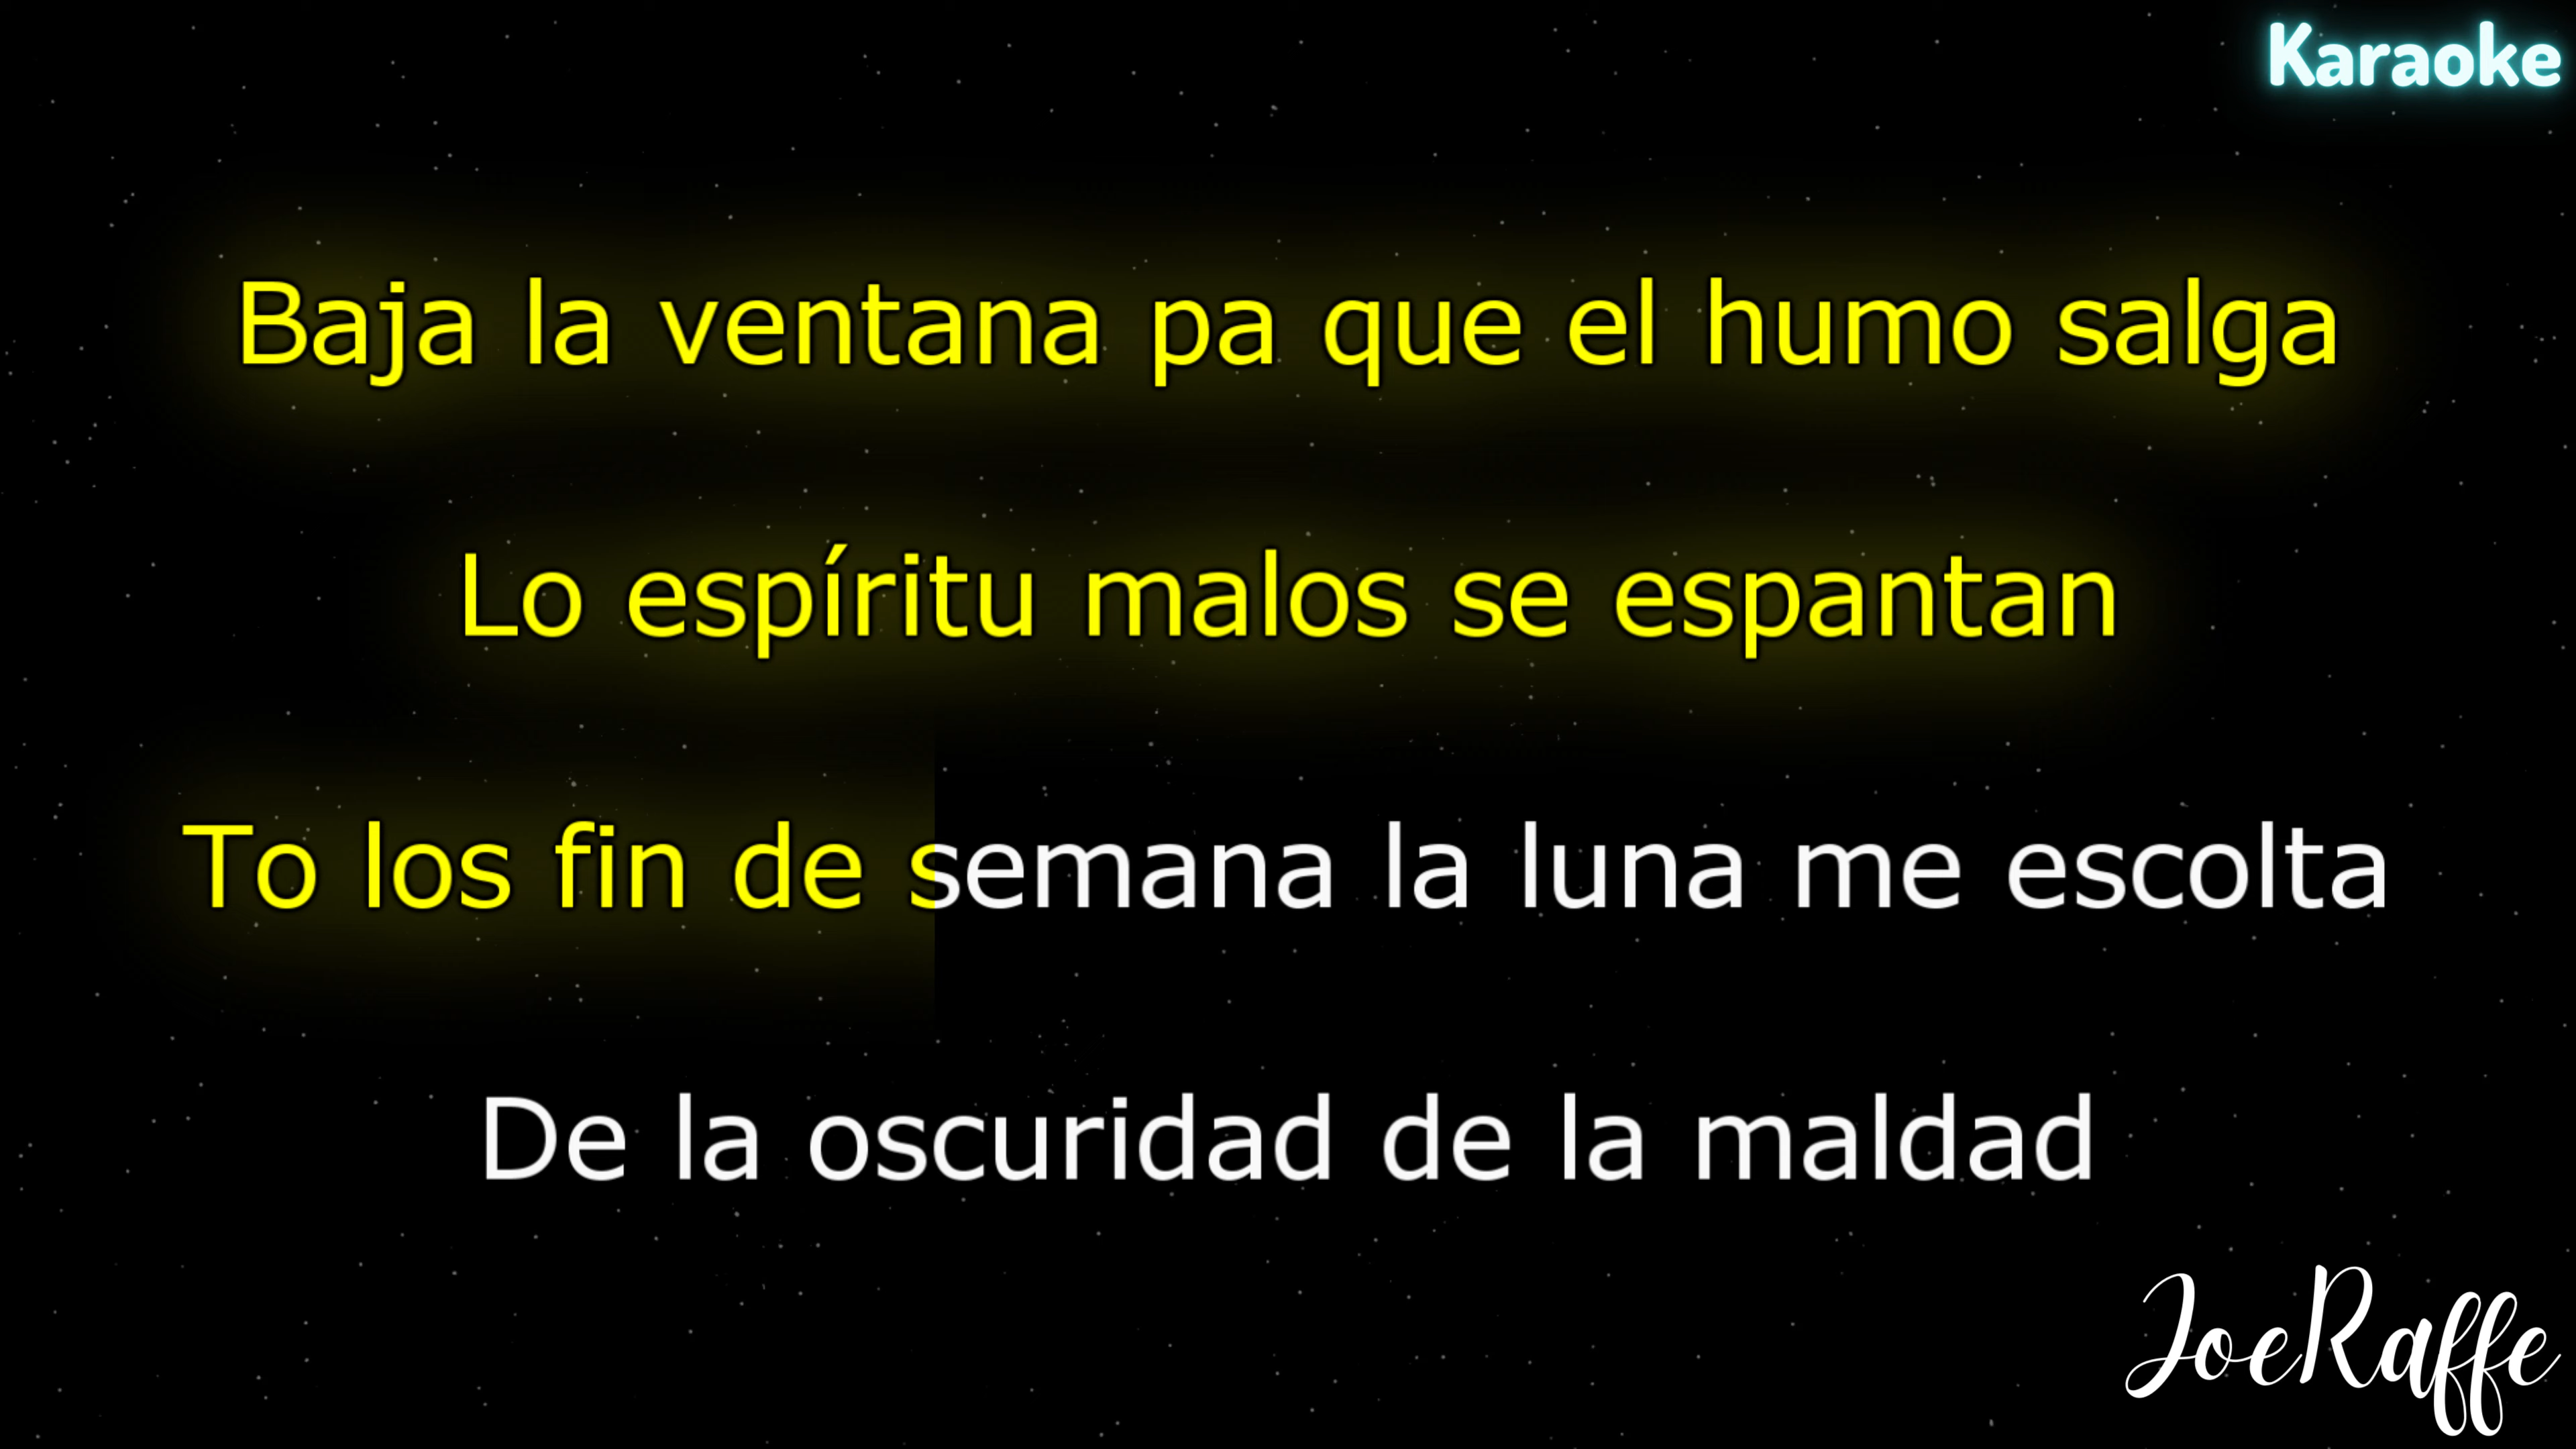 Karaoke
Baja la ventana pa que el humo salga
Lo espíritu malos se espantan
To los fin de semana la luna me escolta
De la oscuridad de la maldad
JoeRaffe